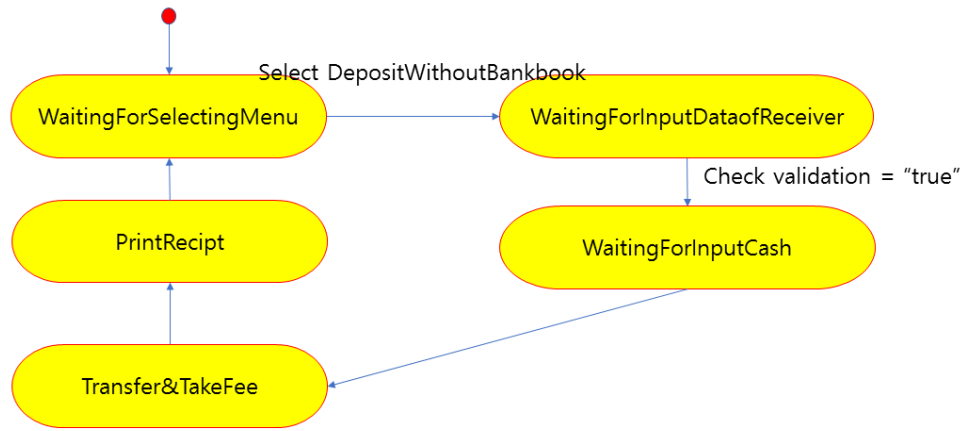 Select DepositWithoutBankbook
WaitingForSelectingMenu
WaitingForInputDataofReceiver
Check validation = “true”
PrintRecipt
WaitingForInputCash
Transfer&TakeFee